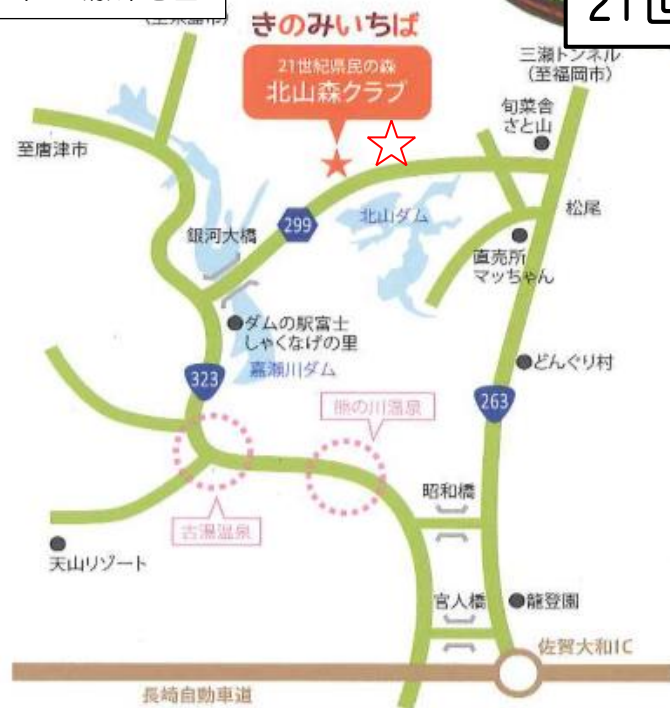 21回
きのみいちば
三瀬トンネル
(至福岡市)
21世紀県民の森
北山森クラブ
旬菜舎
さと山
至唐津市
松尾
北山ダム
銀河大橋
299
直売所
マッちゃん
ダムの駅富士
しゃくなげの里
嘉瀬川ダム
どんぐり村
323
263
熊の川温泉
昭和橋
古湯温泉
天山リゾート
官人橋
龍登園
佐賀大和IC
長崎自動車道